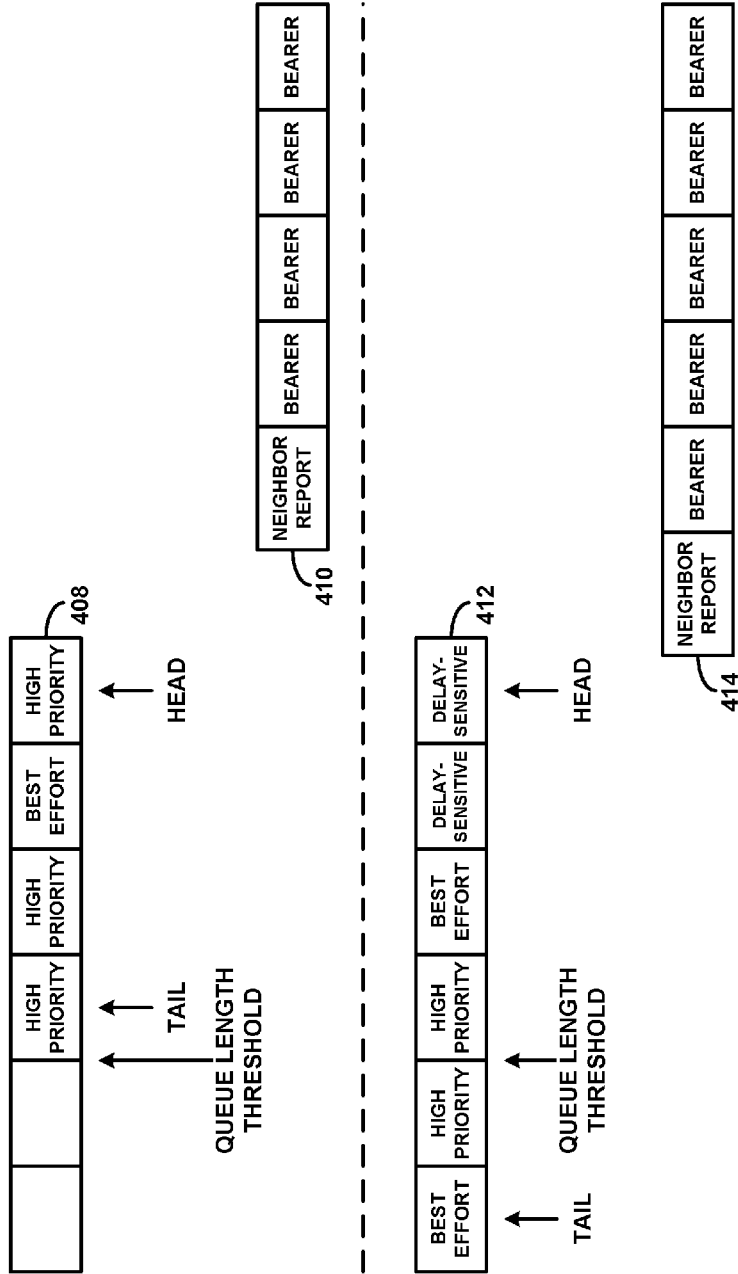 HIGH
PRIORITY
HIGH
PRIORITY
BEST
EFFORT
HIGH
PRIORITY
408
TAIL
HEAD
QUEUE LENGTH
THRESHOLD
410
NEIGHBOR
REPORT
BEARER
BEARER
BEARER
BEARER
BEST
EFFORT
HIGH
PRIORITY
HIGH
PRIORITY
BEST
EFFORT
DELAY-
SENSITIVE
DELAY-
SENSITIVE
412
TAIL
QUEUE LENGTH
THRESHOLD
HEAD
414
NEIGHBOR
REPORT
BEARER
BEARER
BEARER
BEARER
BEARER